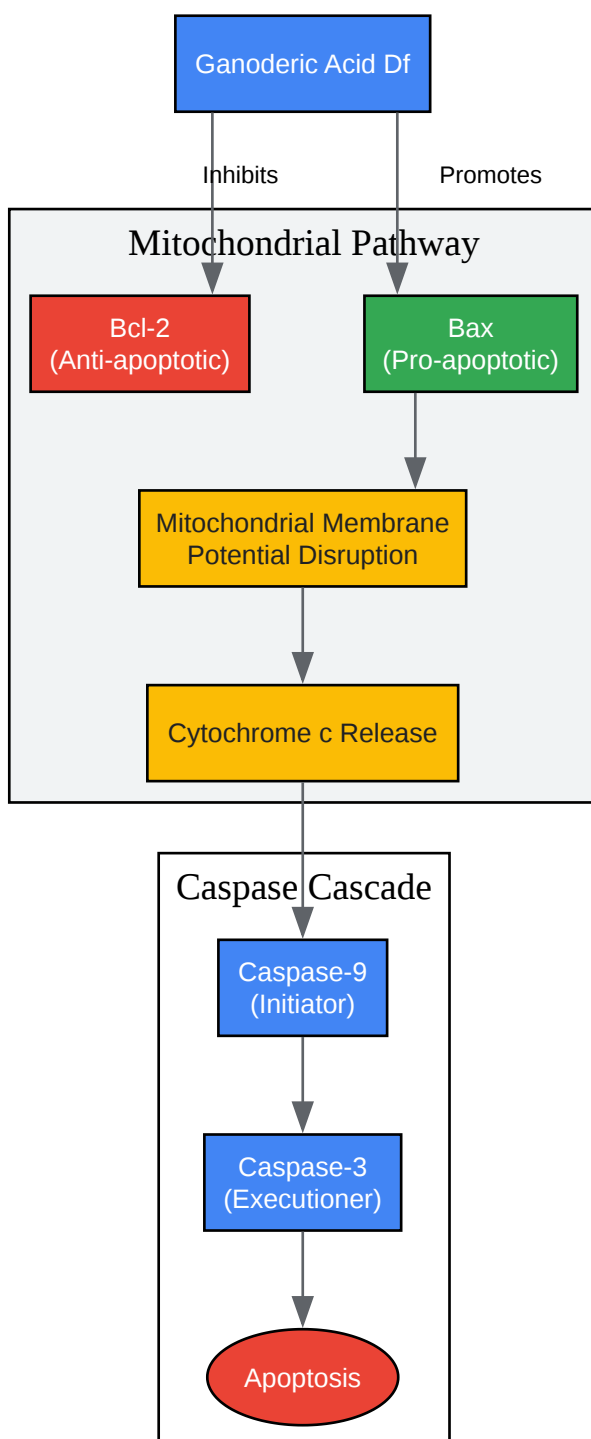 Ganoderic Acid Df
Inhibits
Promotes
Mitochondrial Pathway
Bcl-2
(Anti-apoptotic)
Bax
(Pro-apoptotic)
Mitochondrial Membrane
Potential Disruption
Cytochrome c Release
Caspase Cascade
Caspase-9
(Initiator)
Caspase-3
(Executioner)
Apoptosis